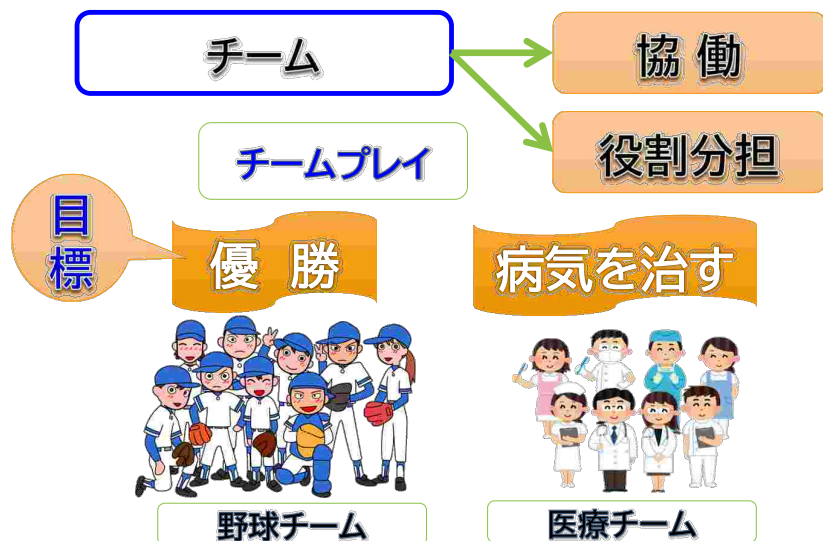 チーム
協 働
役割分担
チームプレイ
目
標
優 勝
病気を治す
野球チーム
医療チーム